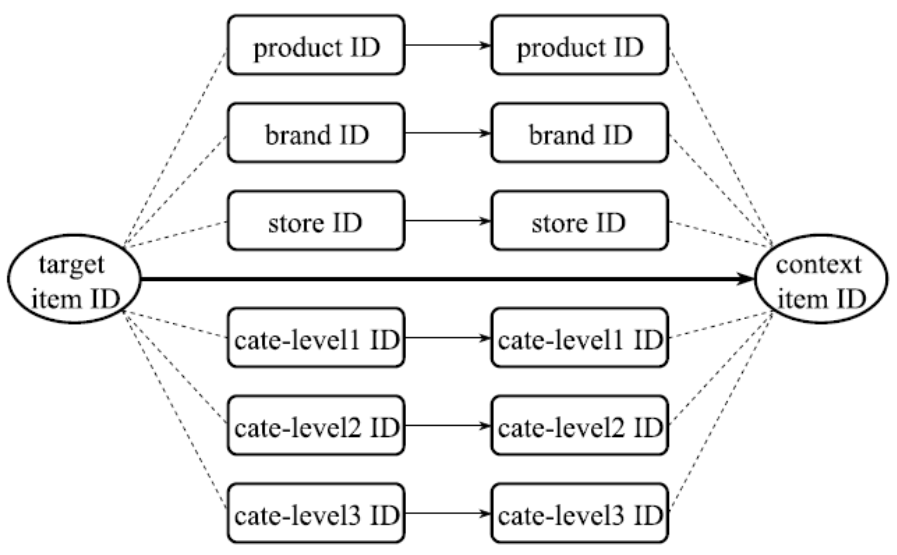 product ID
product ID
brand ID
brand ID
store ID
store ID
target
item ID
context
item ID
cate-level1 ID
cate-level1 ID
cate-level2 ID
cate-level2 ID
cate-level3 ID
cate-level3 ID